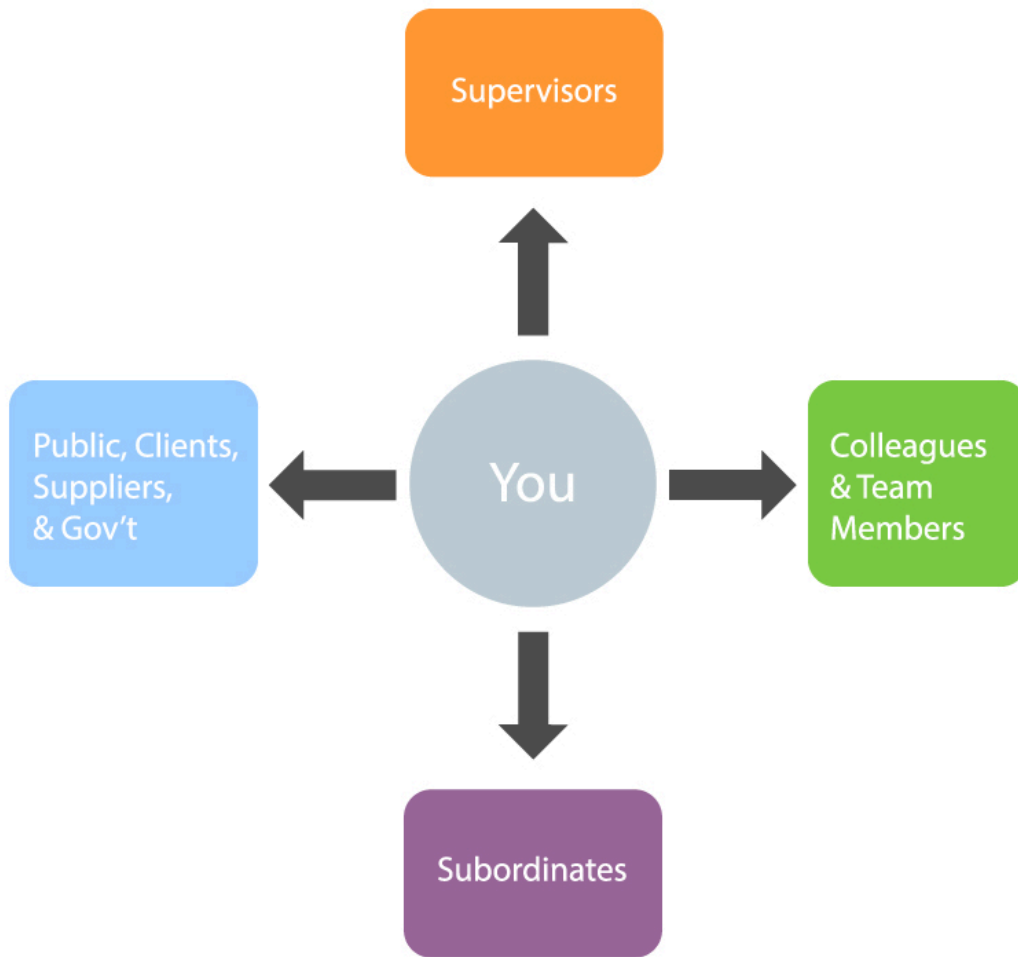 Supervisors
Public, Clients,
Suppliers,
& Gov't
You
Colleagues
& Team
Members
Subordinates